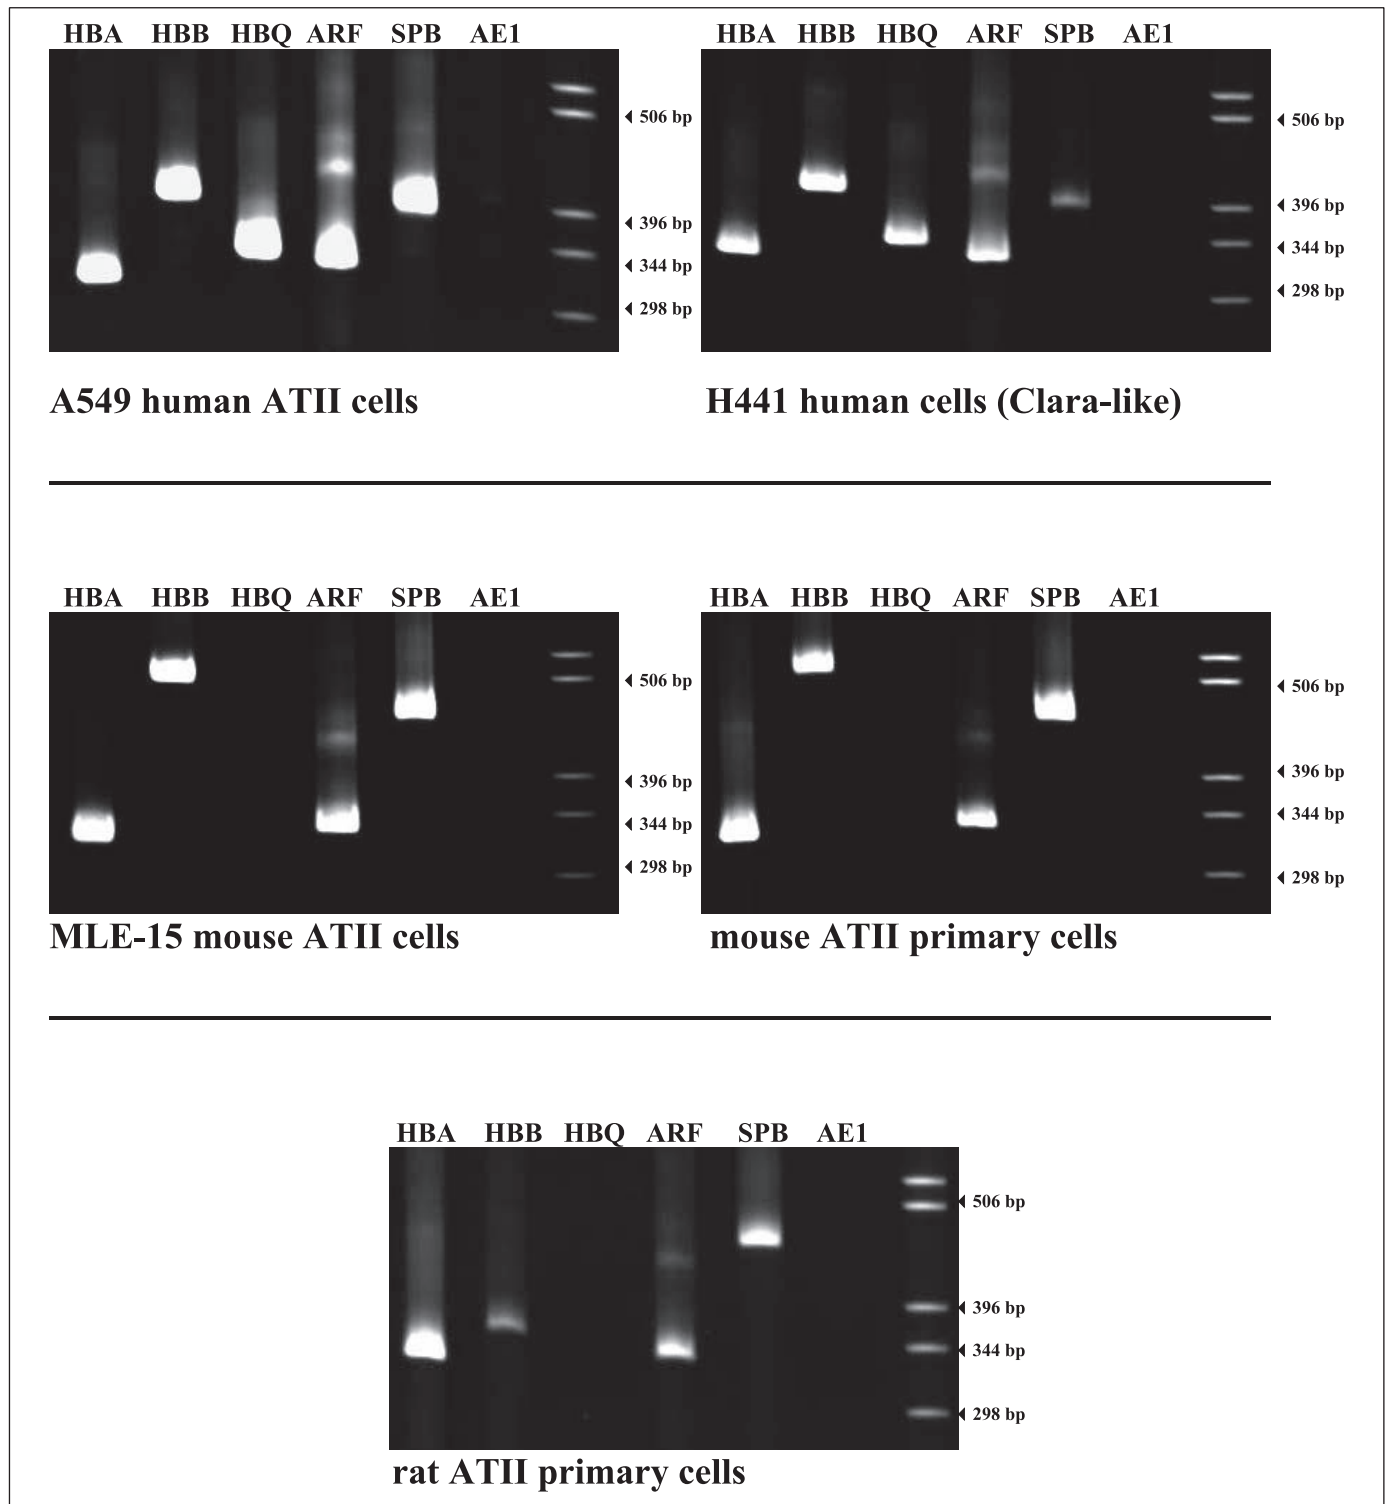 HBA HBB HBQ ARF SPB AE1
506 bp
396 bp
344 bp
298 bp
A549 human ATII cells
HBA HBB HBQ ARF SPB AE1
506 bp
396 bp
344 bp
298 bp
H441 human cells (Clara-like)
HBA HBB HBQ ARF SPB AE1
506 bp
396 bp
344 bp
298 bp
MLE-15 mouse ATII cells
HBA HBB HBQ ARF SPB AE1
506 bp
396 bp
344 bp
298 bp
mouse ATII primary cells
HBA HBB HBQ ARF SPB AE1
506 bp
396 bp
344 bp
298 bp
rat ATII primary cells